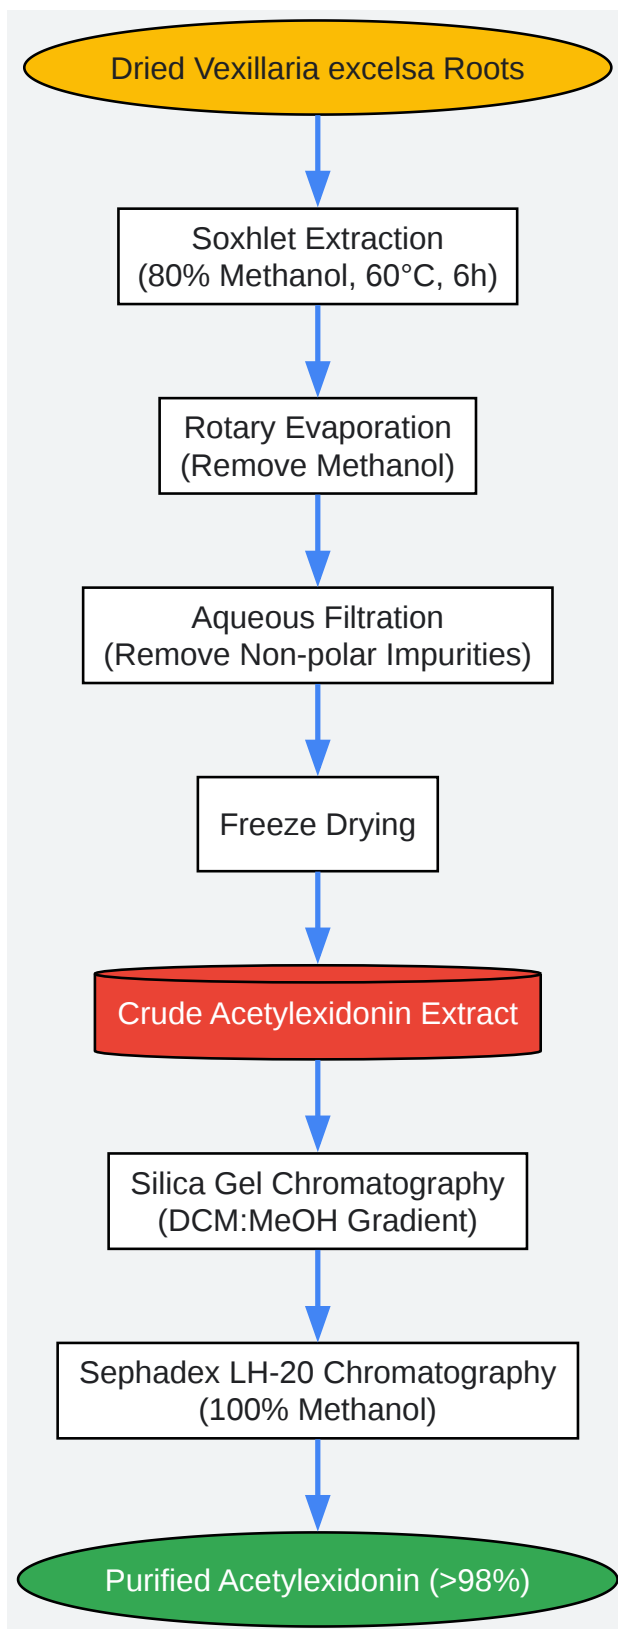 Dried Vexillaria excelsa Roots
Soxhlet Extraction
(80% Methanol, 60°C, 6h)
Rotary Evaporation
(Remove Methanol)
Aqueous Filtration
(Remove Non-polar Impurities)
Freeze Drying
Crude Acetylexidonin Extract
Silica Gel Chromatography
(DCM:MeOH Gradient)
Sephadex LH-20 Chromatography
(100% Methanol)
Purified Acetylexidonin (>98%)